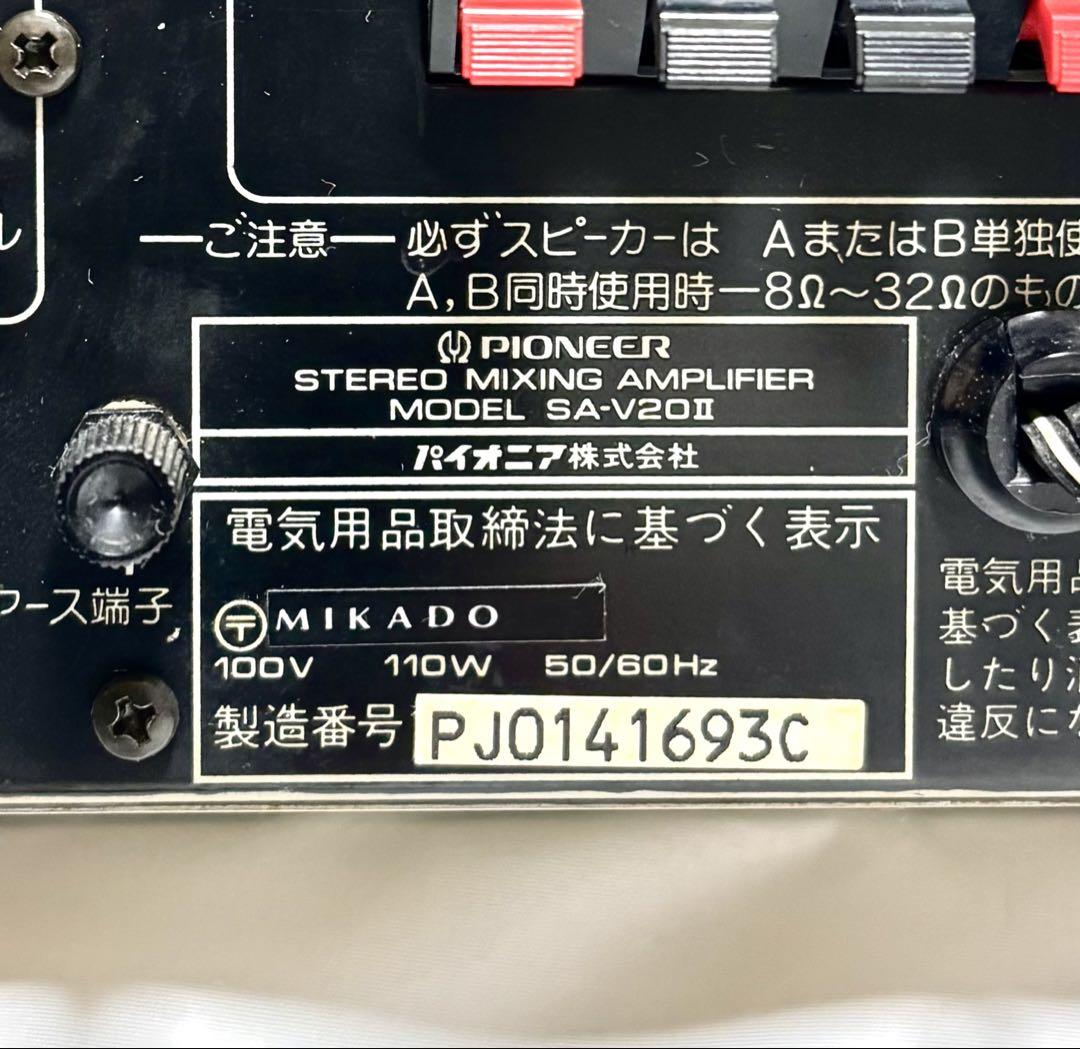 ル
ご注意 必ずスピーカーは AまたはB単独使
A,B同時使用時ー8Ω〜32Ωのもの
PIONEER
STEREO MIXING AMPLIFIER
MODEL SA-V20II
パイオニア株式会社
電気用品取締法に基づく表示
〒 MIKADO
100V 110W 50/60Hz
製造番号 PJ0141693C
アース端子
電気用品
基づく表
したり
違反にな